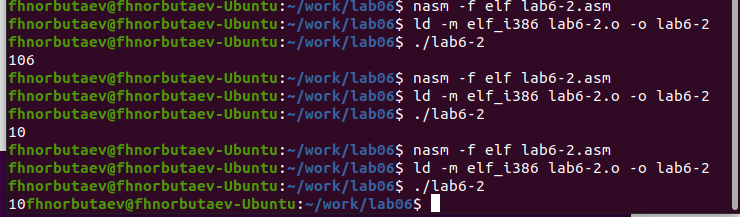 fhnorbutaev@fhnorbutaev-Ubuntu:~/work/lab06$ nasm -f elf lab6-2.asm
fhnorbutaev@fhnorbutaev-Ubuntu:~/work/lab06$ ld -m elf_i386 lab6-2.o -o lab6-2
fhnorbutaev@fhnorbutaev-Ubuntu:~/work/lab06$ ./lab6-2
106
fhnorbutaev@fhnorbutaev-Ubuntu:~/work/lab06$ nasm -f elf lab6-2.asm
fhnorbutaev@fhnorbutaev-Ubuntu:~/work/lab06$ ld -m elf_i386 lab6-2.o -o lab6-2
fhnorbutaev@fhnorbutaev-Ubuntu:~/work/lab06$ ./lab6-2
10
fhnorbutaev@fhnorbutaev-Ubuntu:~/work/lab06$ nasm -f elf lab6-2.asm
fhnorbutaev@fhnorbutaev-Ubuntu:~/work/lab06$ ld -m elf_i386 lab6-2.o -o lab6-2
fhnorbutaev@fhnorbutaev-Ubuntu:~/work/lab06$ ./lab6-2
10fhnorbutaev@fhnorbutaev-Ubuntu:~/work/lab06$